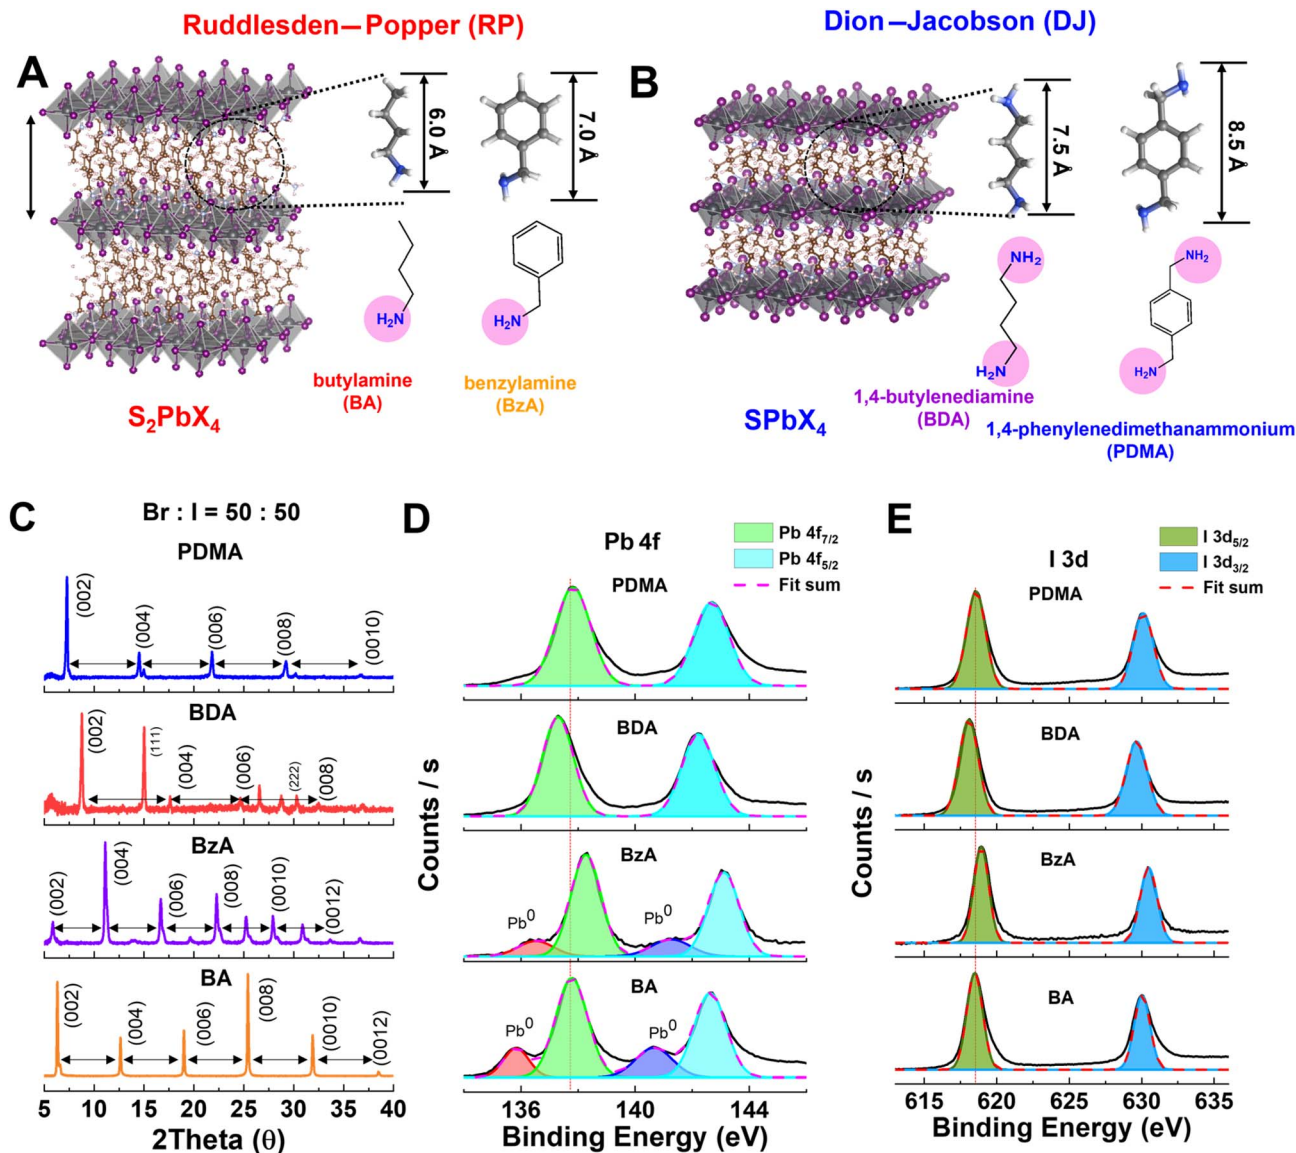 Ruddlesden—Popper (RP)
Dion—Jacobson (DJ)
A
6.0 Å
7.0 Å
H₂N
H₂N
butylamine
(BA)
benzylamine
(BzA)
S₂PbX₄
B
7.5 Å
8.5 Å
NH₂
H₂N
NH₂
H₂N
1,4-butylenediamine
(BDA)
SPbX₄
1,4-phenylenedimethanammonium
(PDMA)
C
Br : I = 50 : 50
PDMA
(002)
(004)
(006)
(008)
(0010)
BDA
(002)
(111)
(004)
(006)
(222)
(008)
BzA
(002)
(004)
(006)
(008)
(0010)
(0012)
BA
(002)
(004)
(006)
(008)
(0010)
(0012)
5 10 15 20 25 30 35 40
2Theta (θ)
D
Pb 4f
Pb 4f₇/₂
Pb 4f₅/₂
Fit sum
PDMA
BDA
BzA
Pb⁰
Pb⁰
BA
Pb⁰
Pb⁰
Counts / s
136 140 144
Binding Energy (eV)
E
I 3d
I 3d₅/₂
I 3d₃/₂
Fit sum
PDMA
BDA
BzA
BA
Counts / s
615 620 625 630 635
Binding Energy (eV)